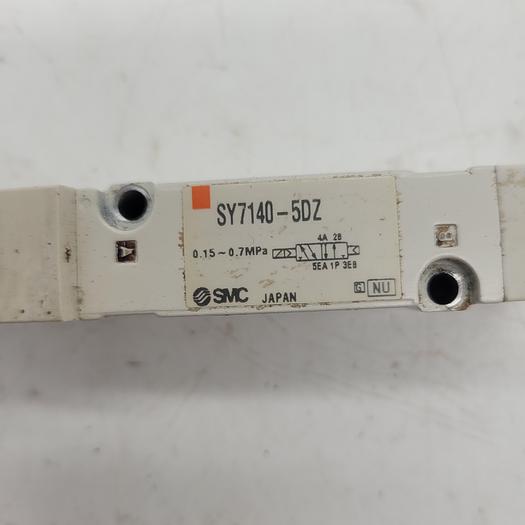 SY7140-5DZ
0.15~0.7MPa
4A 2B
5EA 1P 3EB
SMC JAPAN
G NU